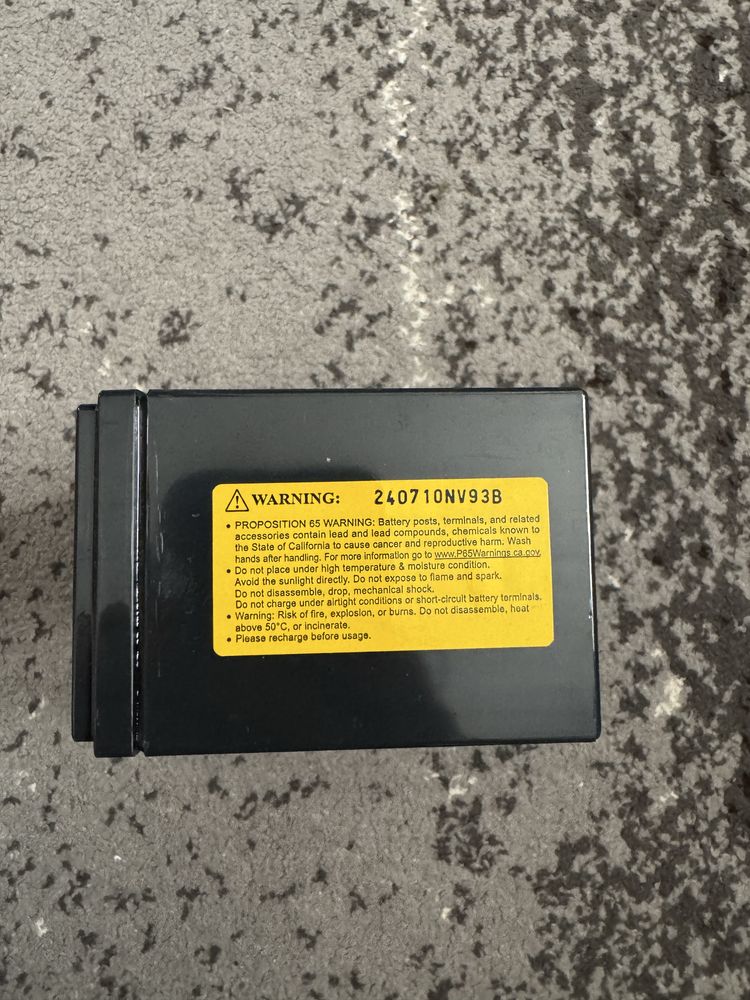 WARNING: 240710NV93B
• PROPOSITION 65 WARNING: Battery posts, terminals, and related
accessories contain lead and lead compounds, chemicals known to
the State of California to cause cancer and reproductive harm. Wash
hands after handling. For more information go to www.P65Warnings.ca.gov.
• Do not place under high temperature & moisture condition.
Avoid the sunlight directly. Do not expose to flame and spark.
Do not disassemble, drop, mechanical shock.
Do not charge under airtight conditions or short-circuit battery terminals.
• Warning: Risk of fire, explosion, or burns. Do not disassemble, heat
above 50°C, or incinerate.
• Please recharge before usage.